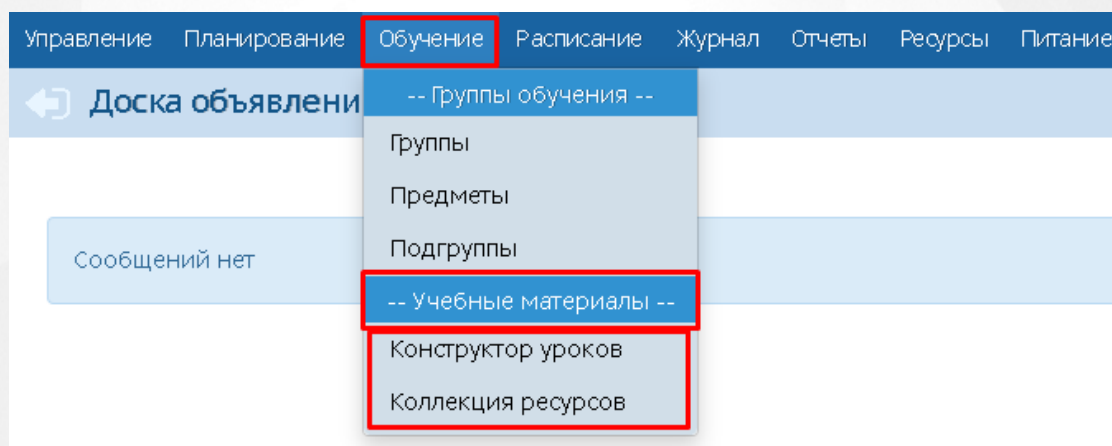 Управление Планирование Обучение Расписание Журнал Отчеты Ресурсы Питание
Доска объявлени
-- Группы обучения --
Группы
Предметы
Подгруппы
Сообщений нет
-- Учебные материалы --
Конструктор уроков
Коллекция ресурсов